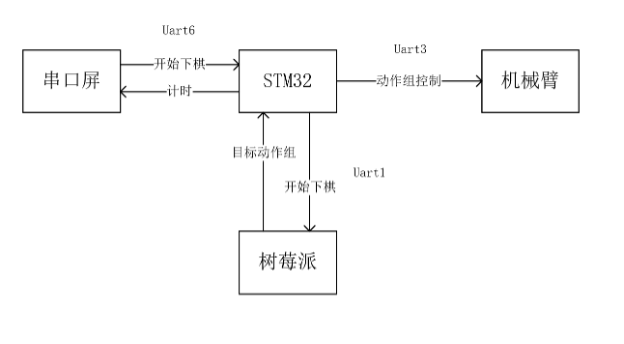 Uart6
Uart3
串口屏
开始下棋
计时
STM32
动作组控制
机械臂
目标动作组
开始下棋
Uart1
树莓派